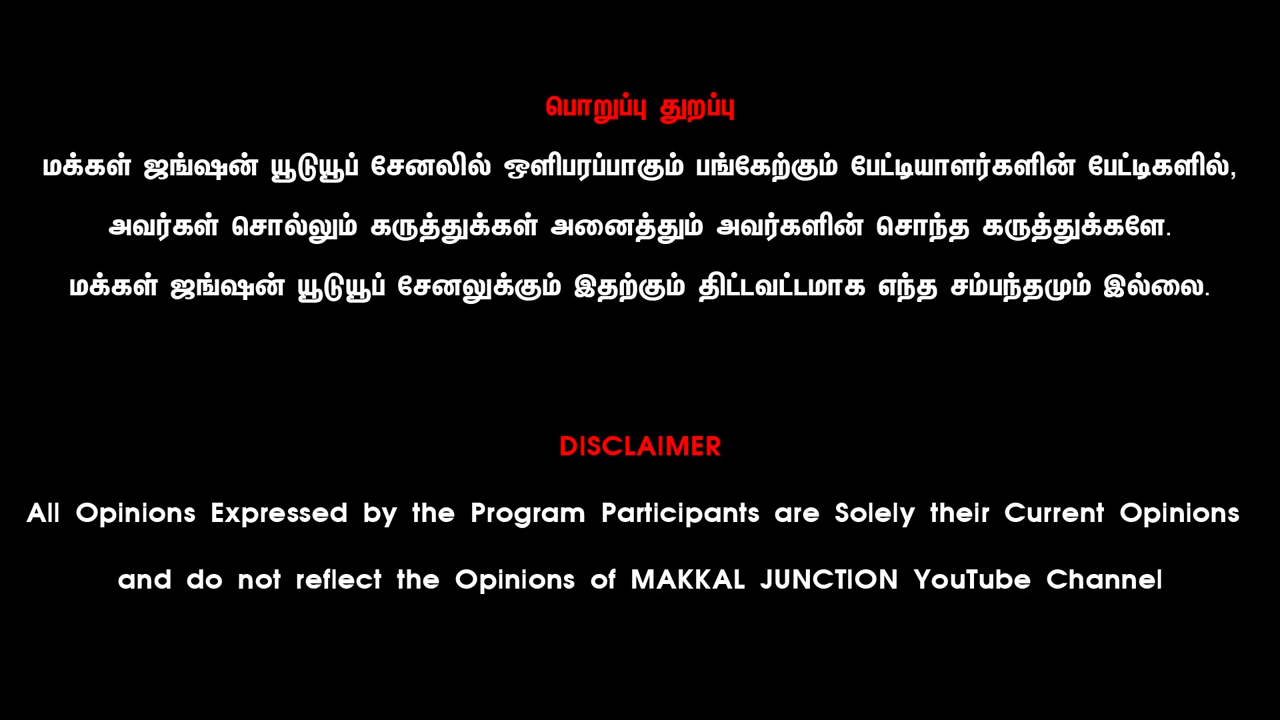 பொறுப்பு துறப்பு
மக்கள் ஜங்ஷன் யூடுயூப் சேனலில் ஒளிபரப்பாகும் பங்கேற்கும் பேட்டியாளர்களின் பேட்டிகளில்,
அவர்கள் சொல்லும் கருத்துக்கள் அனைத்தும் அவர்களின் சொந்த கருத்துக்களே.
மக்கள் ஜங்ஷன் யூடுயூப் சேனலுக்கும் இதற்கும் திட்டவட்டமாக எந்த சம்பந்தமும் இல்லை.
DISCLAIMER
All Opinions Expressed by the Program Participants are Solely their Current Opinions
and do not reflect the Opinions of MAKKAL JUNCTION YouTube Channel